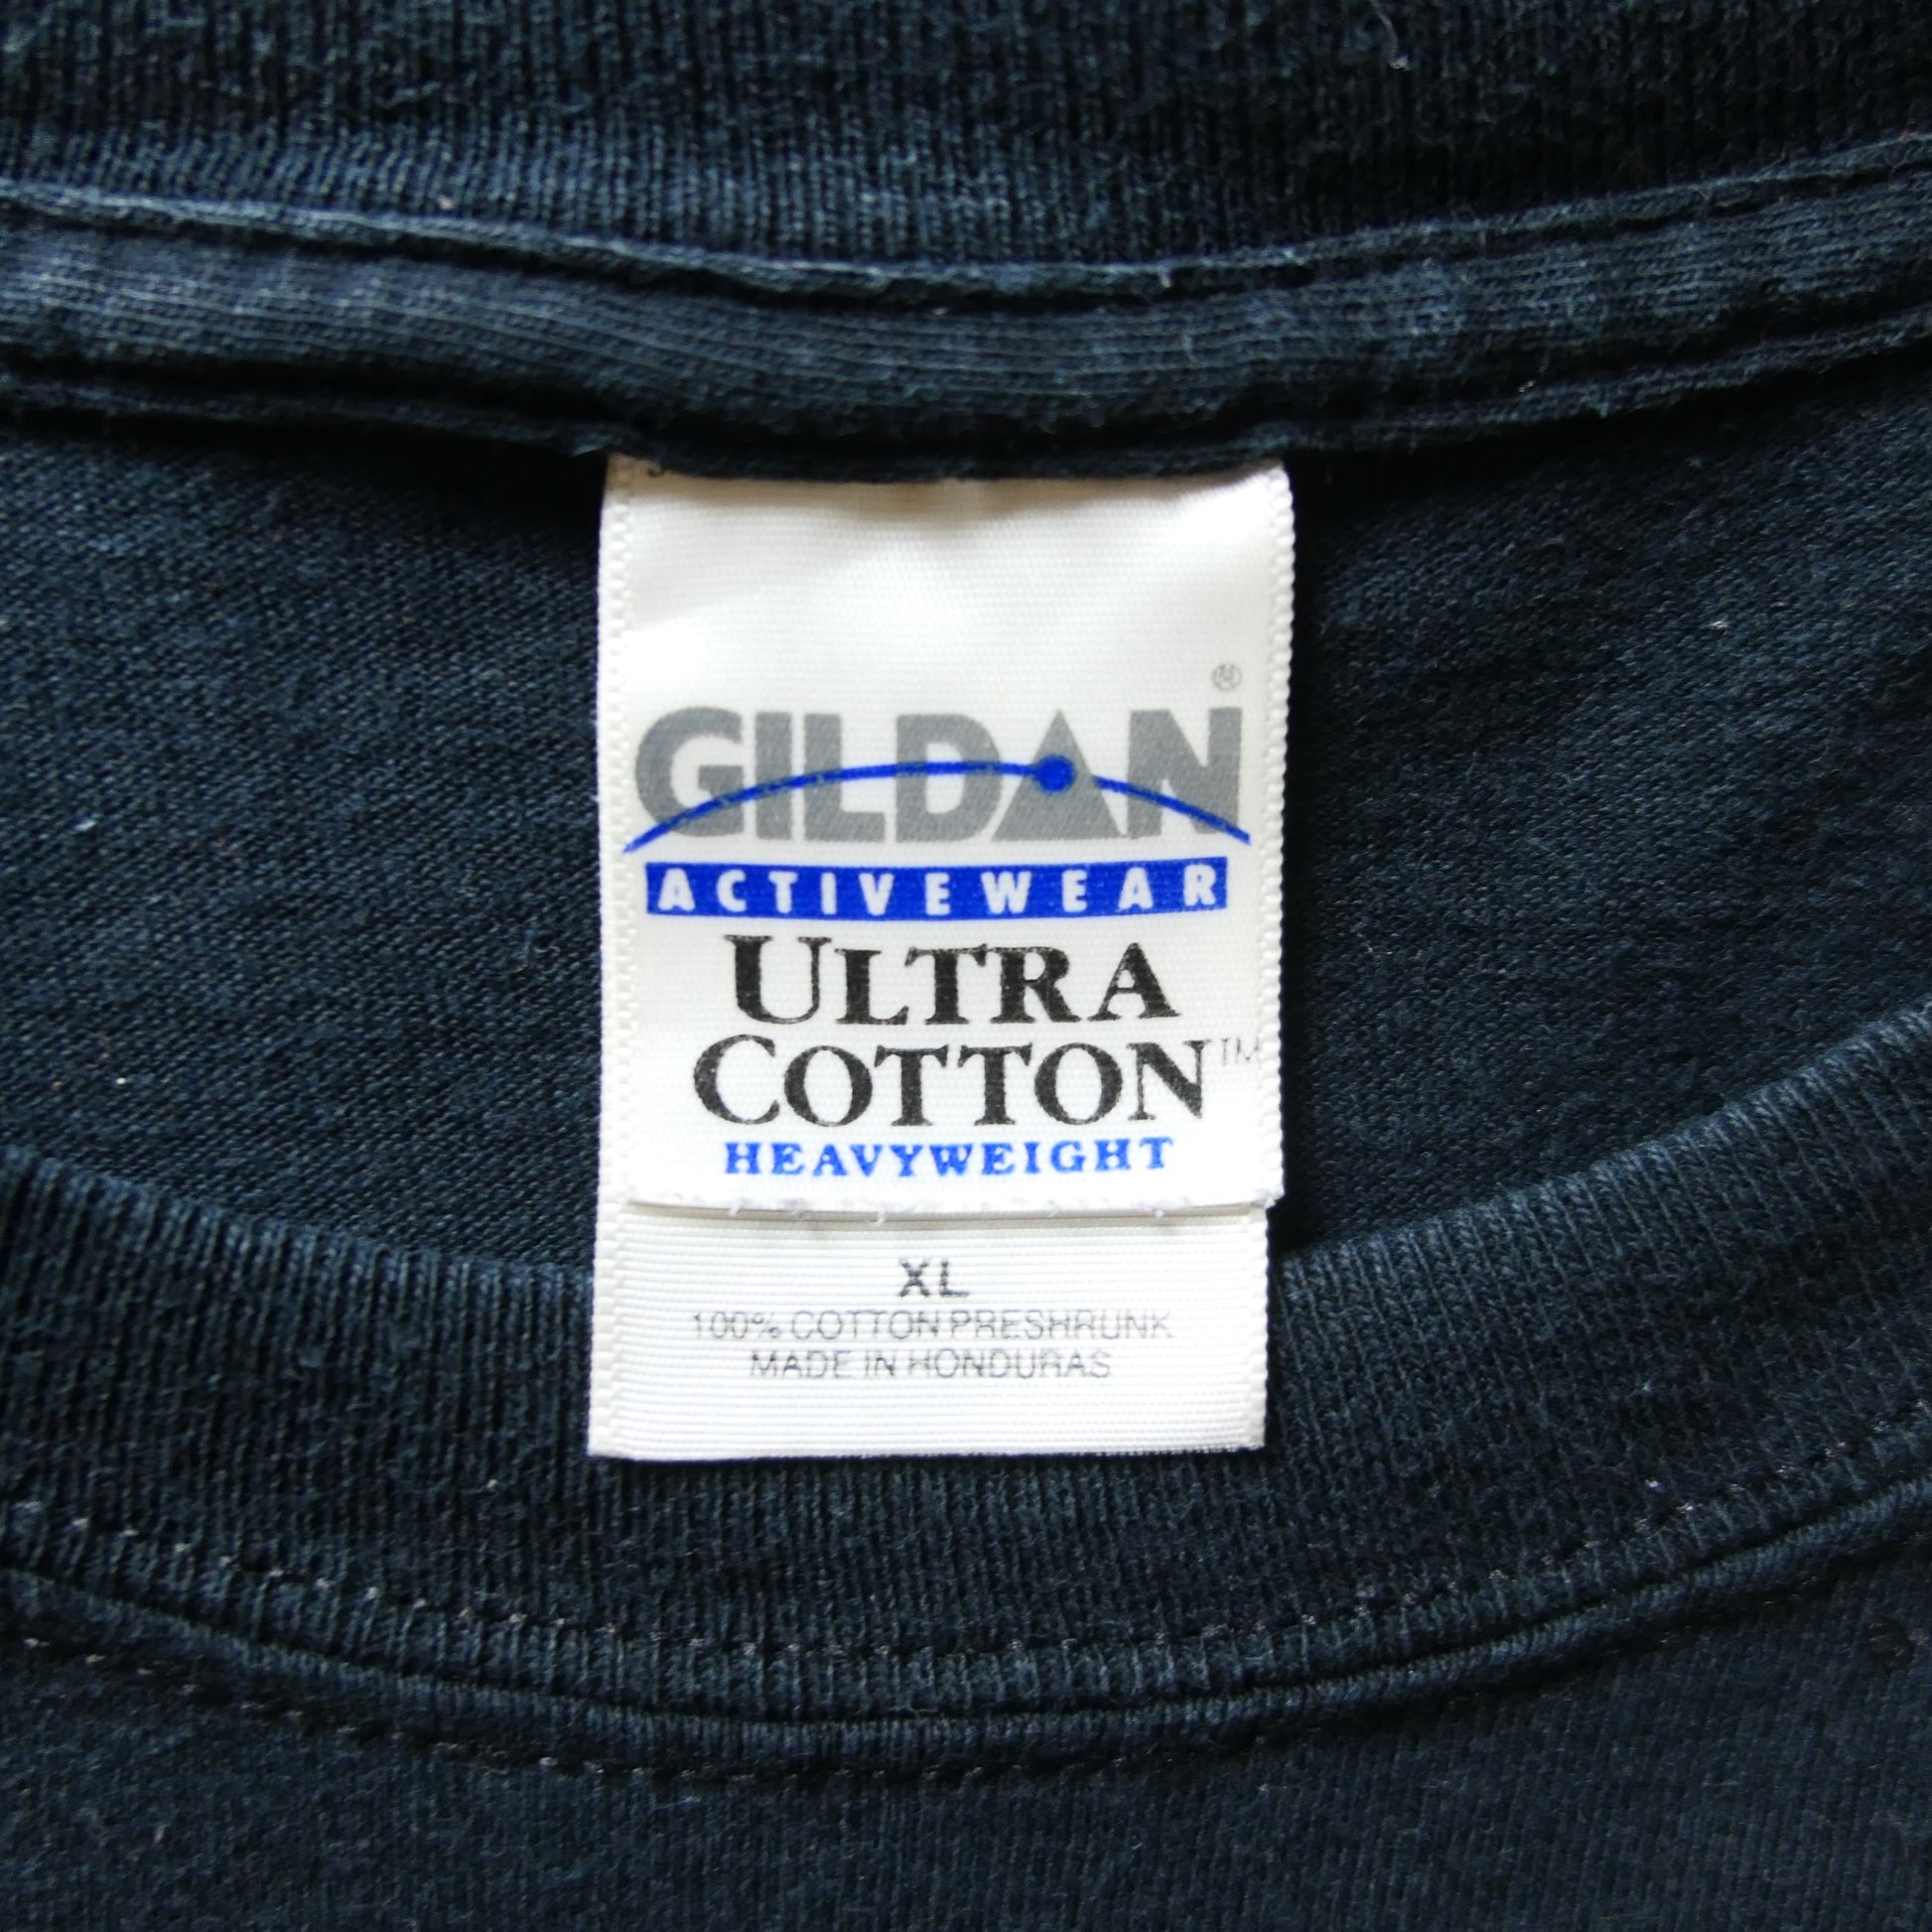 GILDAN®
ACTIVEWEAR
ULTRA
COTTON™
HEAVYWEIGHT
XL
100% COTTON PRESHRUNK
MADE IN HONDURAS